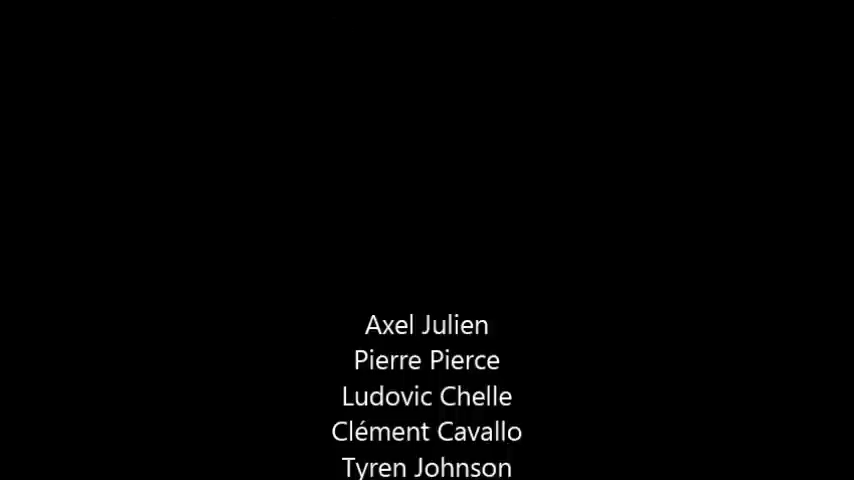 Axel Julien
Pierre Pierce
Ludovic Chelle
Clément Cavallo
Tyren Johnson